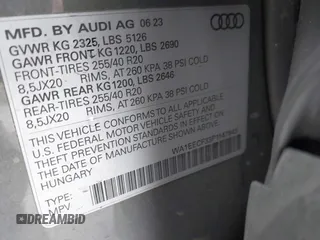 MFD. BY AUDI AG 06 23
GVWR KG 2325, LBS 5126
GAWR FRONT KG 1220, LBS 2690
FRONT-TIRES 255/40 R20
8,5JX20 RIMS, AT 260 KPA 38 PSI COLD
GAWR REAR KG1200, LBS 2646
REAR-TIRES 255/40 R20
8,5JX20 RIMS, AT 260 KPA 38 PSI COLD
THIS VEHICLE CONFORMS TO ALL APPLICABLE
U.S. FEDERAL MOTOR VEHICLE SAFETY AND
THEFT PREVENTION STANDARDS IN EFFECT ON
THE DATE OF MANUFACTURE SHOWN ABOVE.
TYPE:
MPV
DREAMBID